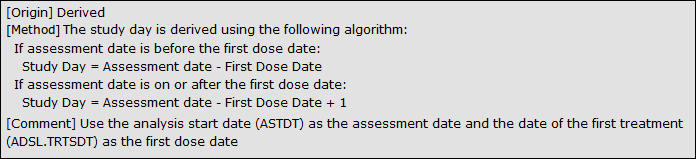 [Origin] Derived
[Method] The study day is derived using the following algorithm:
If assessment date is before the first dose date:
Study Day = Assessment date - First Dose Date
If assessment date is on or after the first dose date:
Study Day = Assessment date - First Dose Date + 1
[Comment] Use the analysis start date (ASTDT) as the assessment date and the date of the first treatment
(ADSL.TRTSDT) as the first dose date